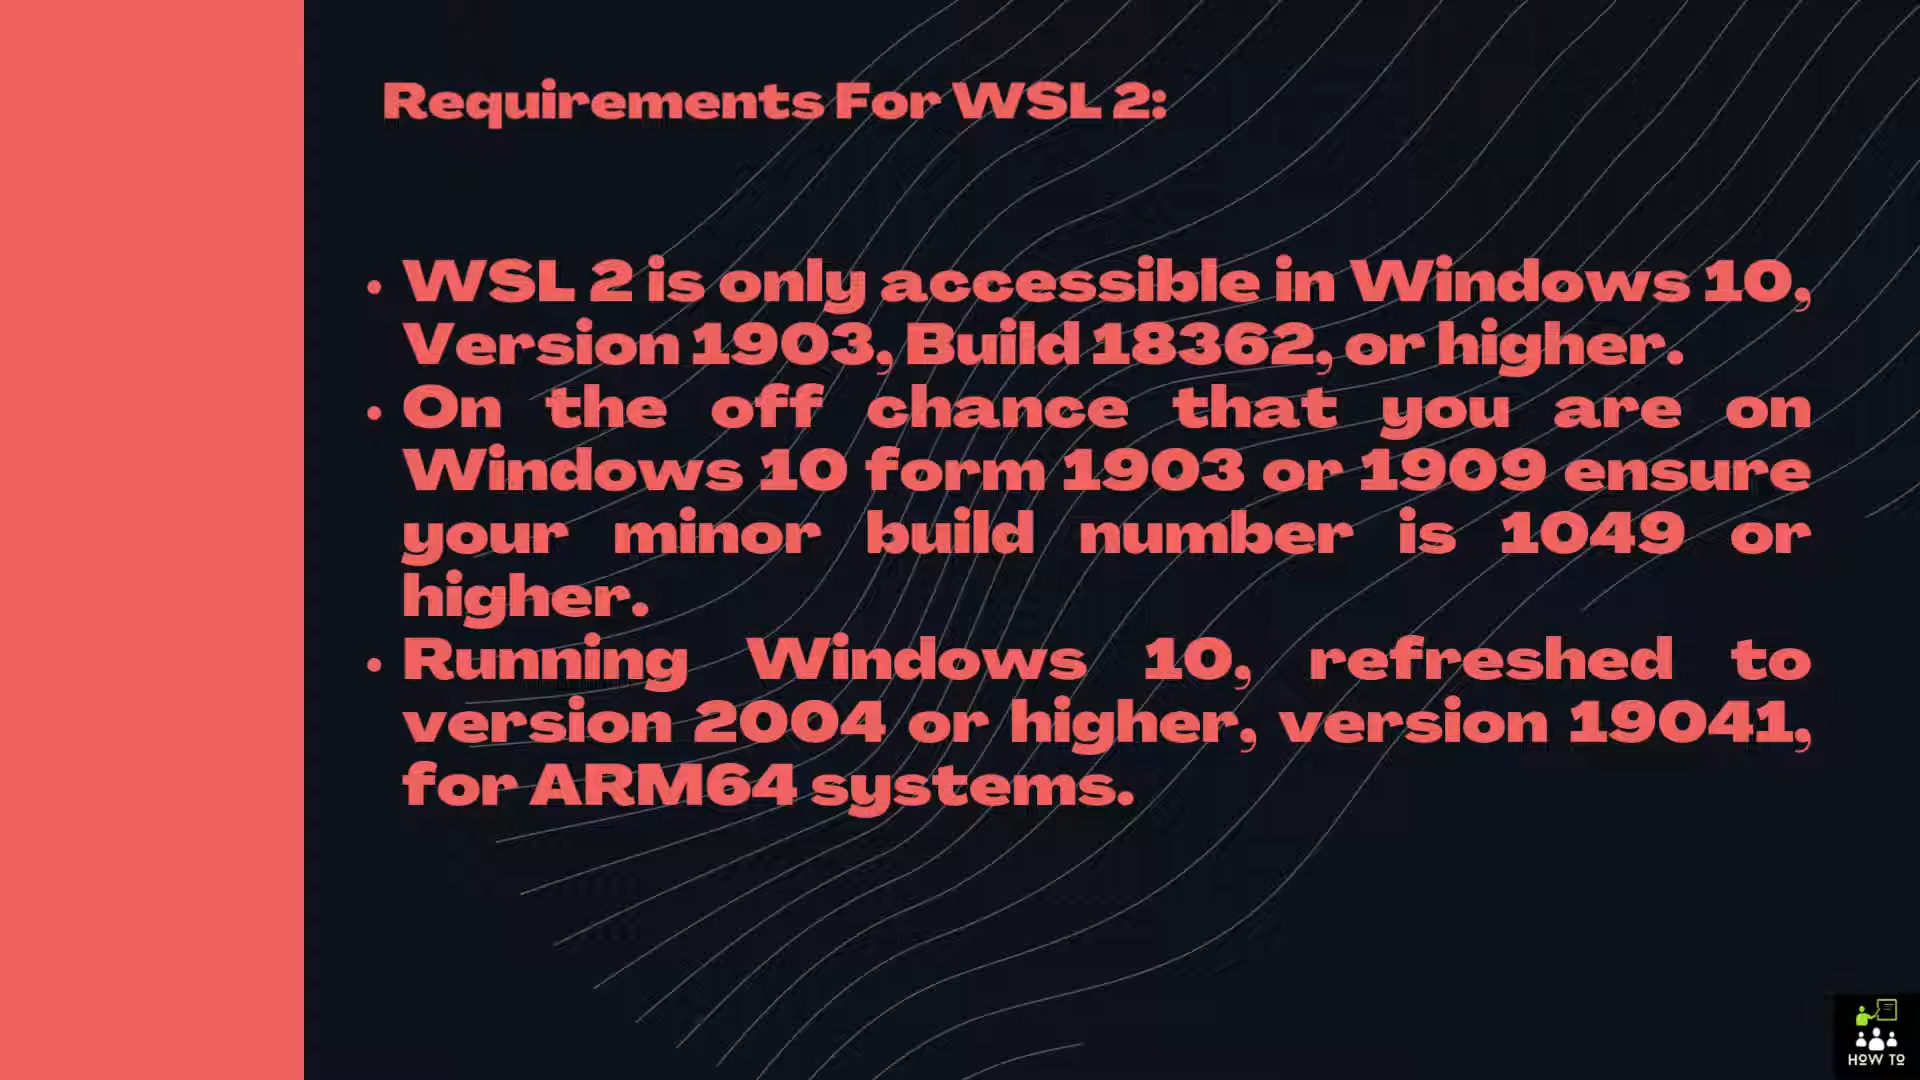 Requirements For WSL 2:
• WSL 2 is only accessible in Windows 10,
Version 1903, Build 18362, or higher.
• On the off chance that you are on
Windows 10 form 1903 or 1909 ensure
your minor build number is 1049 or
higher.
• Running Windows 10, refreshed to
version 2004 or higher, version 19041,
for ARM64 systems.
HOW TO